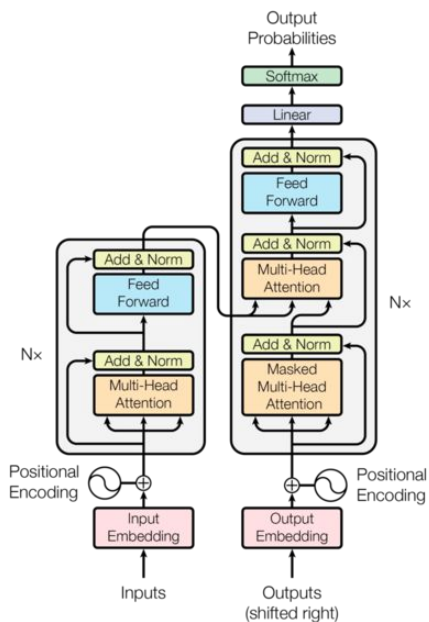 Output
Probabilities
Softmax
Linear
Add & Norm
Feed
Forward
Add & Norm
Multi-Head
Attention
Add & Norm
Masked
Multi-Head
Attention
N×
Positional
Encoding
Output
Embedding
Outputs
(shifted right)
Add & Norm
Feed
Forward
Add & Norm
Multi-Head
Attention
N×
Positional
Encoding
Input
Embedding
Inputs